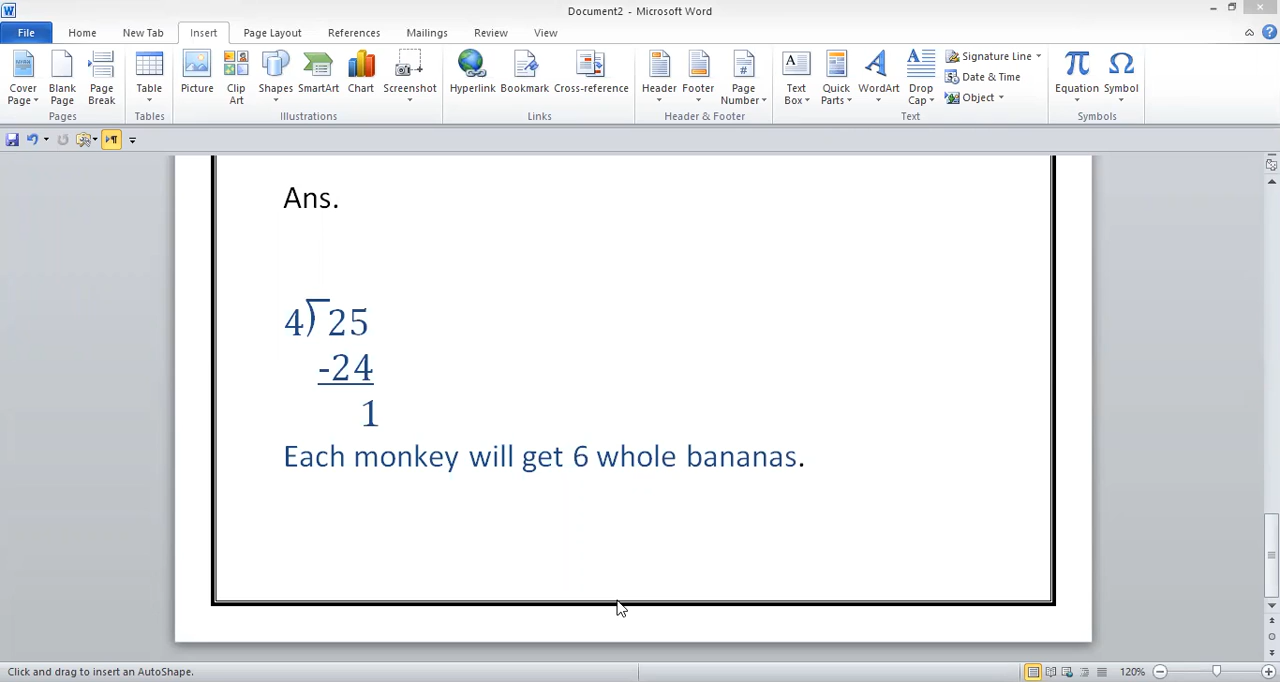 Document2 - Microsoft Word
File Home New Tab Insert Page Layout References Mailings Review View
Cover Page Blank Page Page Break Table Picture Clip Art Shapes SmartArt Chart Screenshot Hyperlink Bookmark Cross-reference Header Footer Page Number Text Box Quick Parts WordArt Drop Cap Signature Line Date & Time Object Equation Symbol
Pages Tables Illustrations Links Header & Footer Text Symbols
Ans.
4)25
-24
1
Each monkey will get 6 whole bananas.
Click and drag to insert an AutoShape. 120%